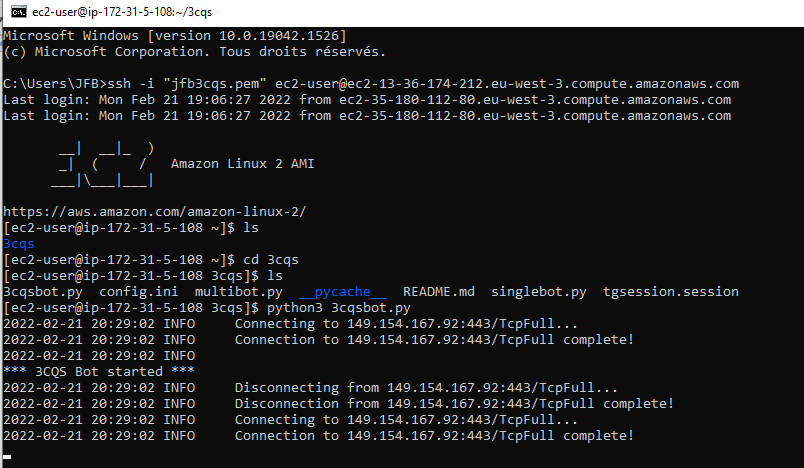 ec2-user@ip-172-31-5-108:~/3cqs
Microsoft Windows [version 10.0.19042.1526]
(c) Microsoft Corporation. Tous droits réservés.
C:\Users\JFB>ssh -i "jfb3cqs.pem" ec2-user@ec2-13-36-174-212.eu-west-3.compute.amazonaws.com
Last login: Mon Feb 21 19:06:27 2022 from ec2-35-180-112-80.eu-west-3.compute.amazonaws.com
Last login: Mon Feb 21 19:06:27 2022 from ec2-35-180-112-80.eu-west-3.compute.amazonaws.com
__|  __|_  )
_|  (     /   Amazon Linux 2 AMI
___|\___|___|
https://aws.amazon.com/amazon-linux-2/
[ec2-user@ip-172-31-5-108 ~]$ ls
3cqs
[ec2-user@ip-172-31-5-108 ~]$ cd 3cqs
[ec2-user@ip-172-31-5-108 3cqs]$ ls
3cqsbot.py  config.ini  multibot.py  __pycache__  README.md  singlebot.py  tgsession.session
[ec2-user@ip-172-31-5-108 3cqs]$ python3 3cqsbot.py
2022-02-21 20:29:02 INFO     Connecting to 149.154.167.92:443/TcpFull...
2022-02-21 20:29:02 INFO     Connection to 149.154.167.92:443/TcpFull complete!
2022-02-21 20:29:02 INFO
*** 3CQS Bot started ***
2022-02-21 20:29:02 INFO     Disconnecting from 149.154.167.92:443/TcpFull...
2022-02-21 20:29:02 INFO     Disconnection from 149.154.167.92:443/TcpFull complete!
2022-02-21 20:29:02 INFO     Connecting to 149.154.167.92:443/TcpFull...
2022-02-21 20:29:02 INFO     Connection to 149.154.167.92:443/TcpFull complete!